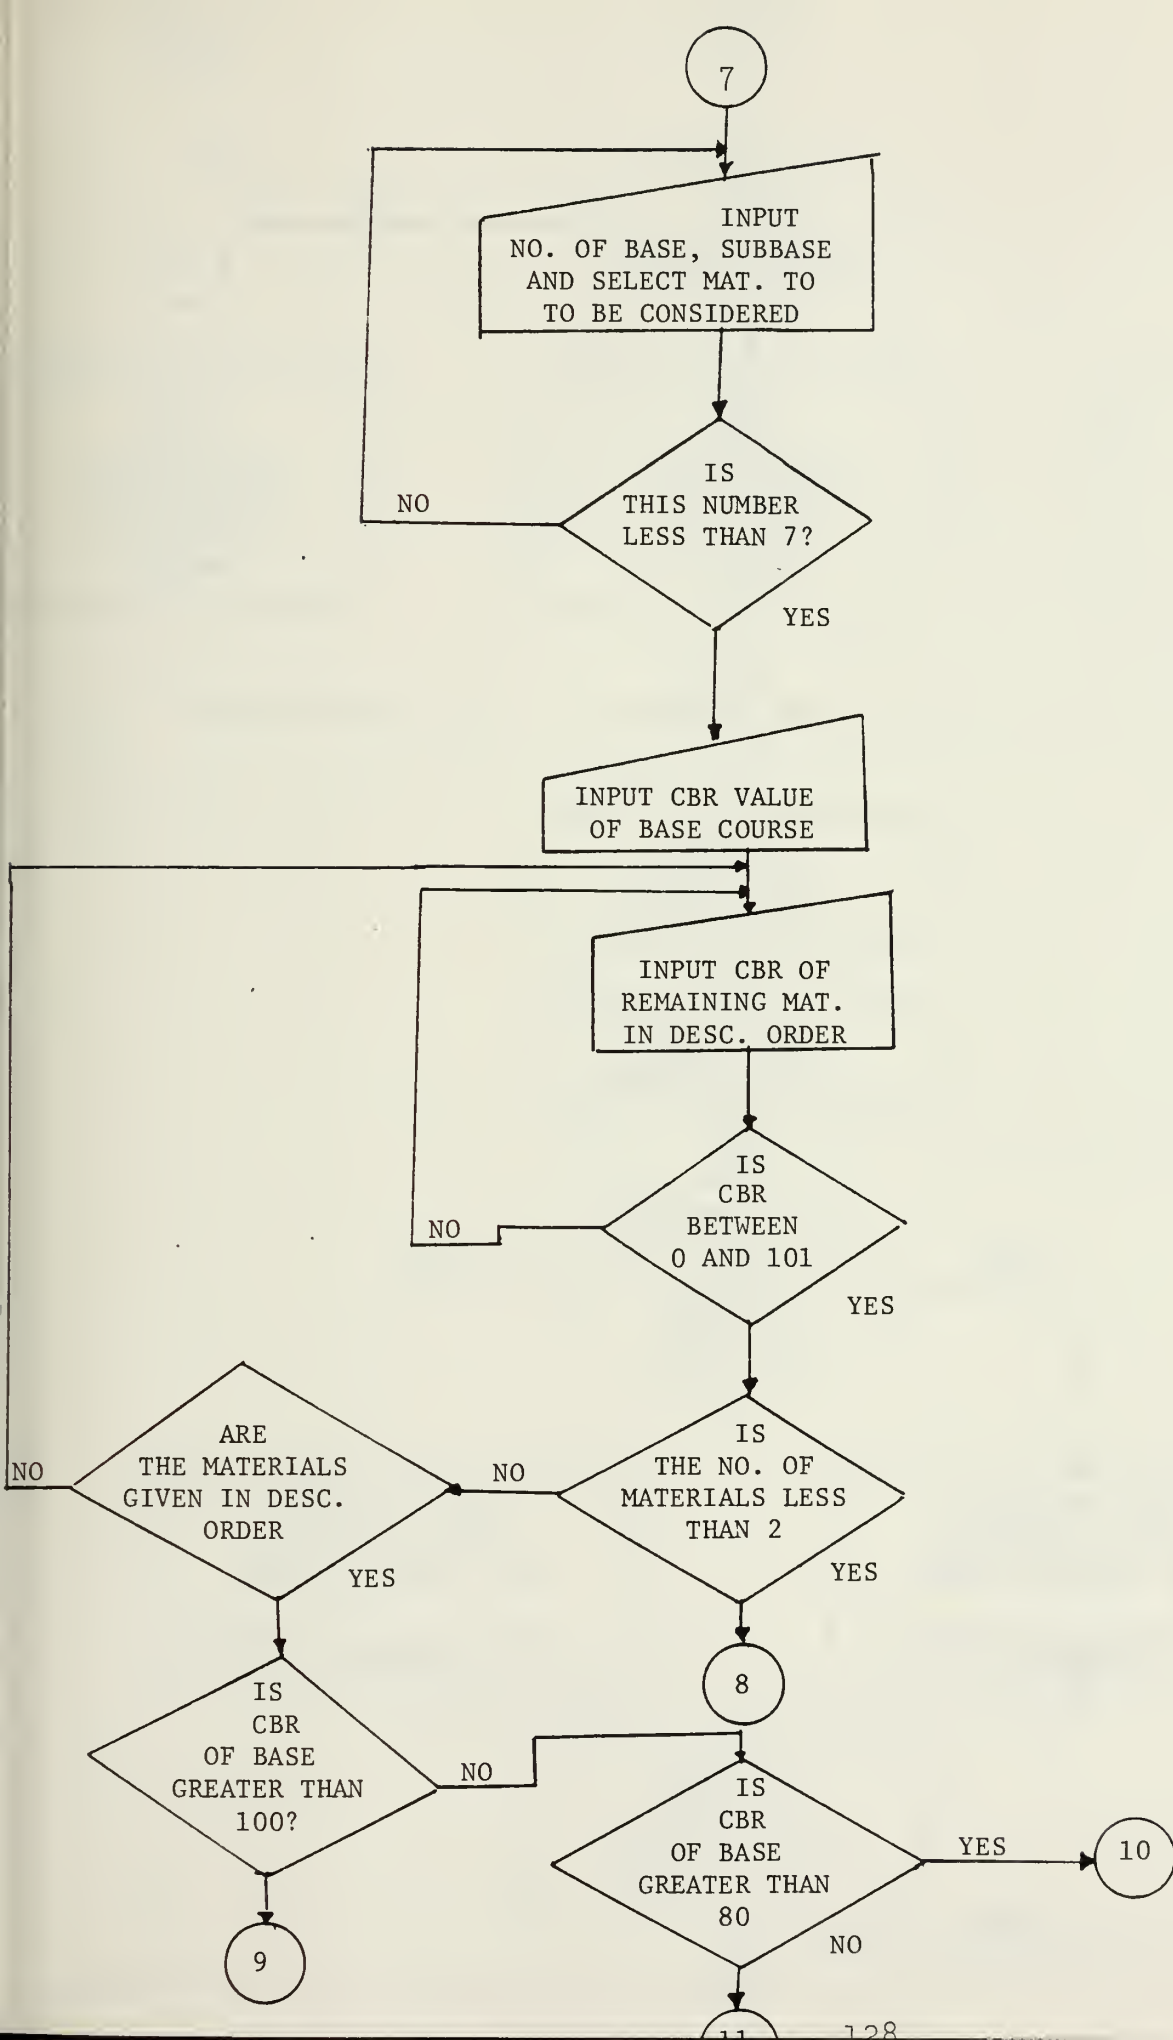 7
INPUT
NO. OF BASE, SUBBASE
AND SELECT MAT. TO
TO BE CONSIDERED
IS
THIS NUMBER
LESS THAN 7?
NO
YES
INPUT CBR VALUE
OF BASE COURSE
INPUT CBR OF
REMAINING MAT.
IN DESC. ORDER
IS
CBR
BETWEEN
0 AND 101
NO
YES
IS
THE NO. OF
MATERIALS LESS
THAN 2
NO
YES
ARE
THE MATERIALS
GIVEN IN DESC.
ORDER
NO
YES
8
IS
CBR
OF BASE
GREATER THAN
100?
NO
IS
CBR
OF BASE
GREATER THAN
80
YES
10
NO
9
11
128